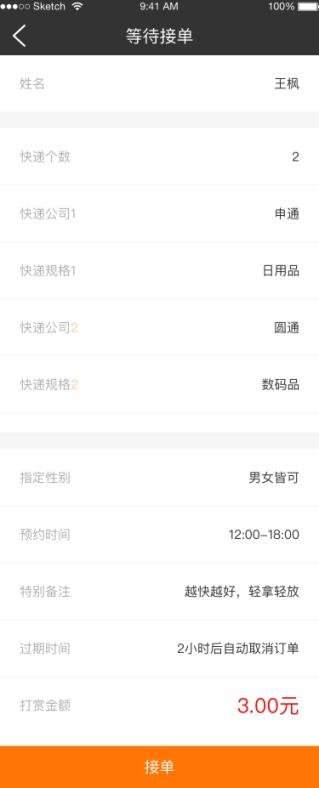 Sketch 9:41 AM 100%
等待接单
姓名 王枫
快递个数 2
快递公司1 申通
快递规格1 日用品
快递公司2 圆通
快递规格2 数码品
指定性别 男女皆可
预约时间 12:00-18:00
特别备注 越快越好，轻拿轻放
过期时间 2小时后自动取消订单
打赏金额 3.00元
接单